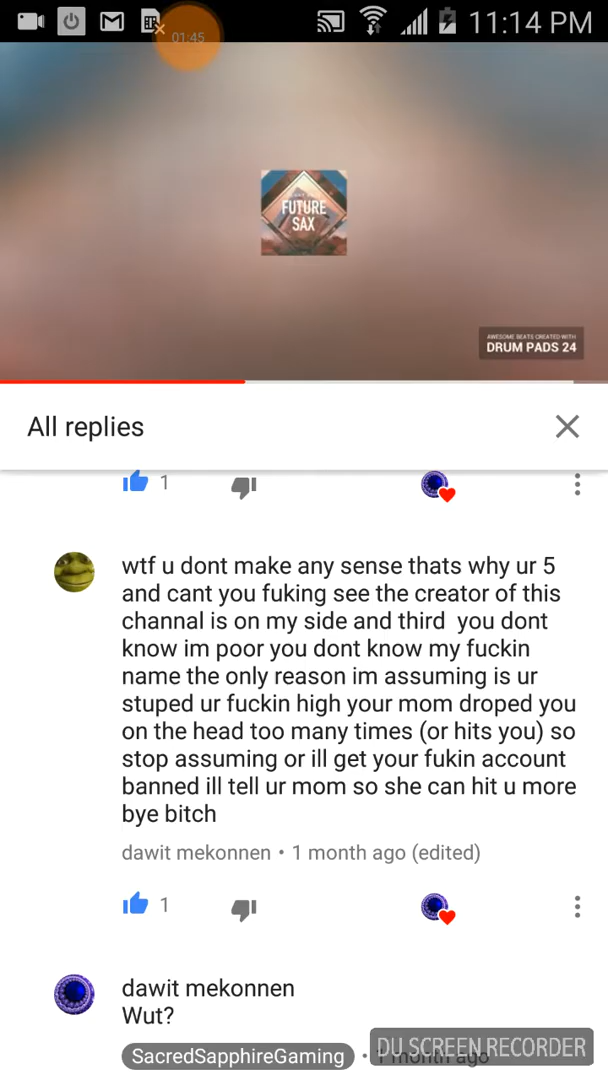 01:45
11:14 PM
FUTURE
SAX
AWESOME BEATS CREATED WITH
DRUM PADS 24
All replies
1
wtf u dont make any sense thats why ur 5
and cant you fuking see the creator of this
channal is on my side and third  you dont
know im poor you dont know my fuckin
name the only reason im assuming is ur
stuped ur fuckin high your mom droped you
on the head too many times (or hits you) so
stop assuming or ill get your fukin account
banned ill tell ur mom so she can hit u more
bye bitch
dawit mekonnen • 1 month ago (edited)
1
dawit mekonnen
Wut?
SacredSapphireGaming • 1 month ago
DU SCREEN RECORDER